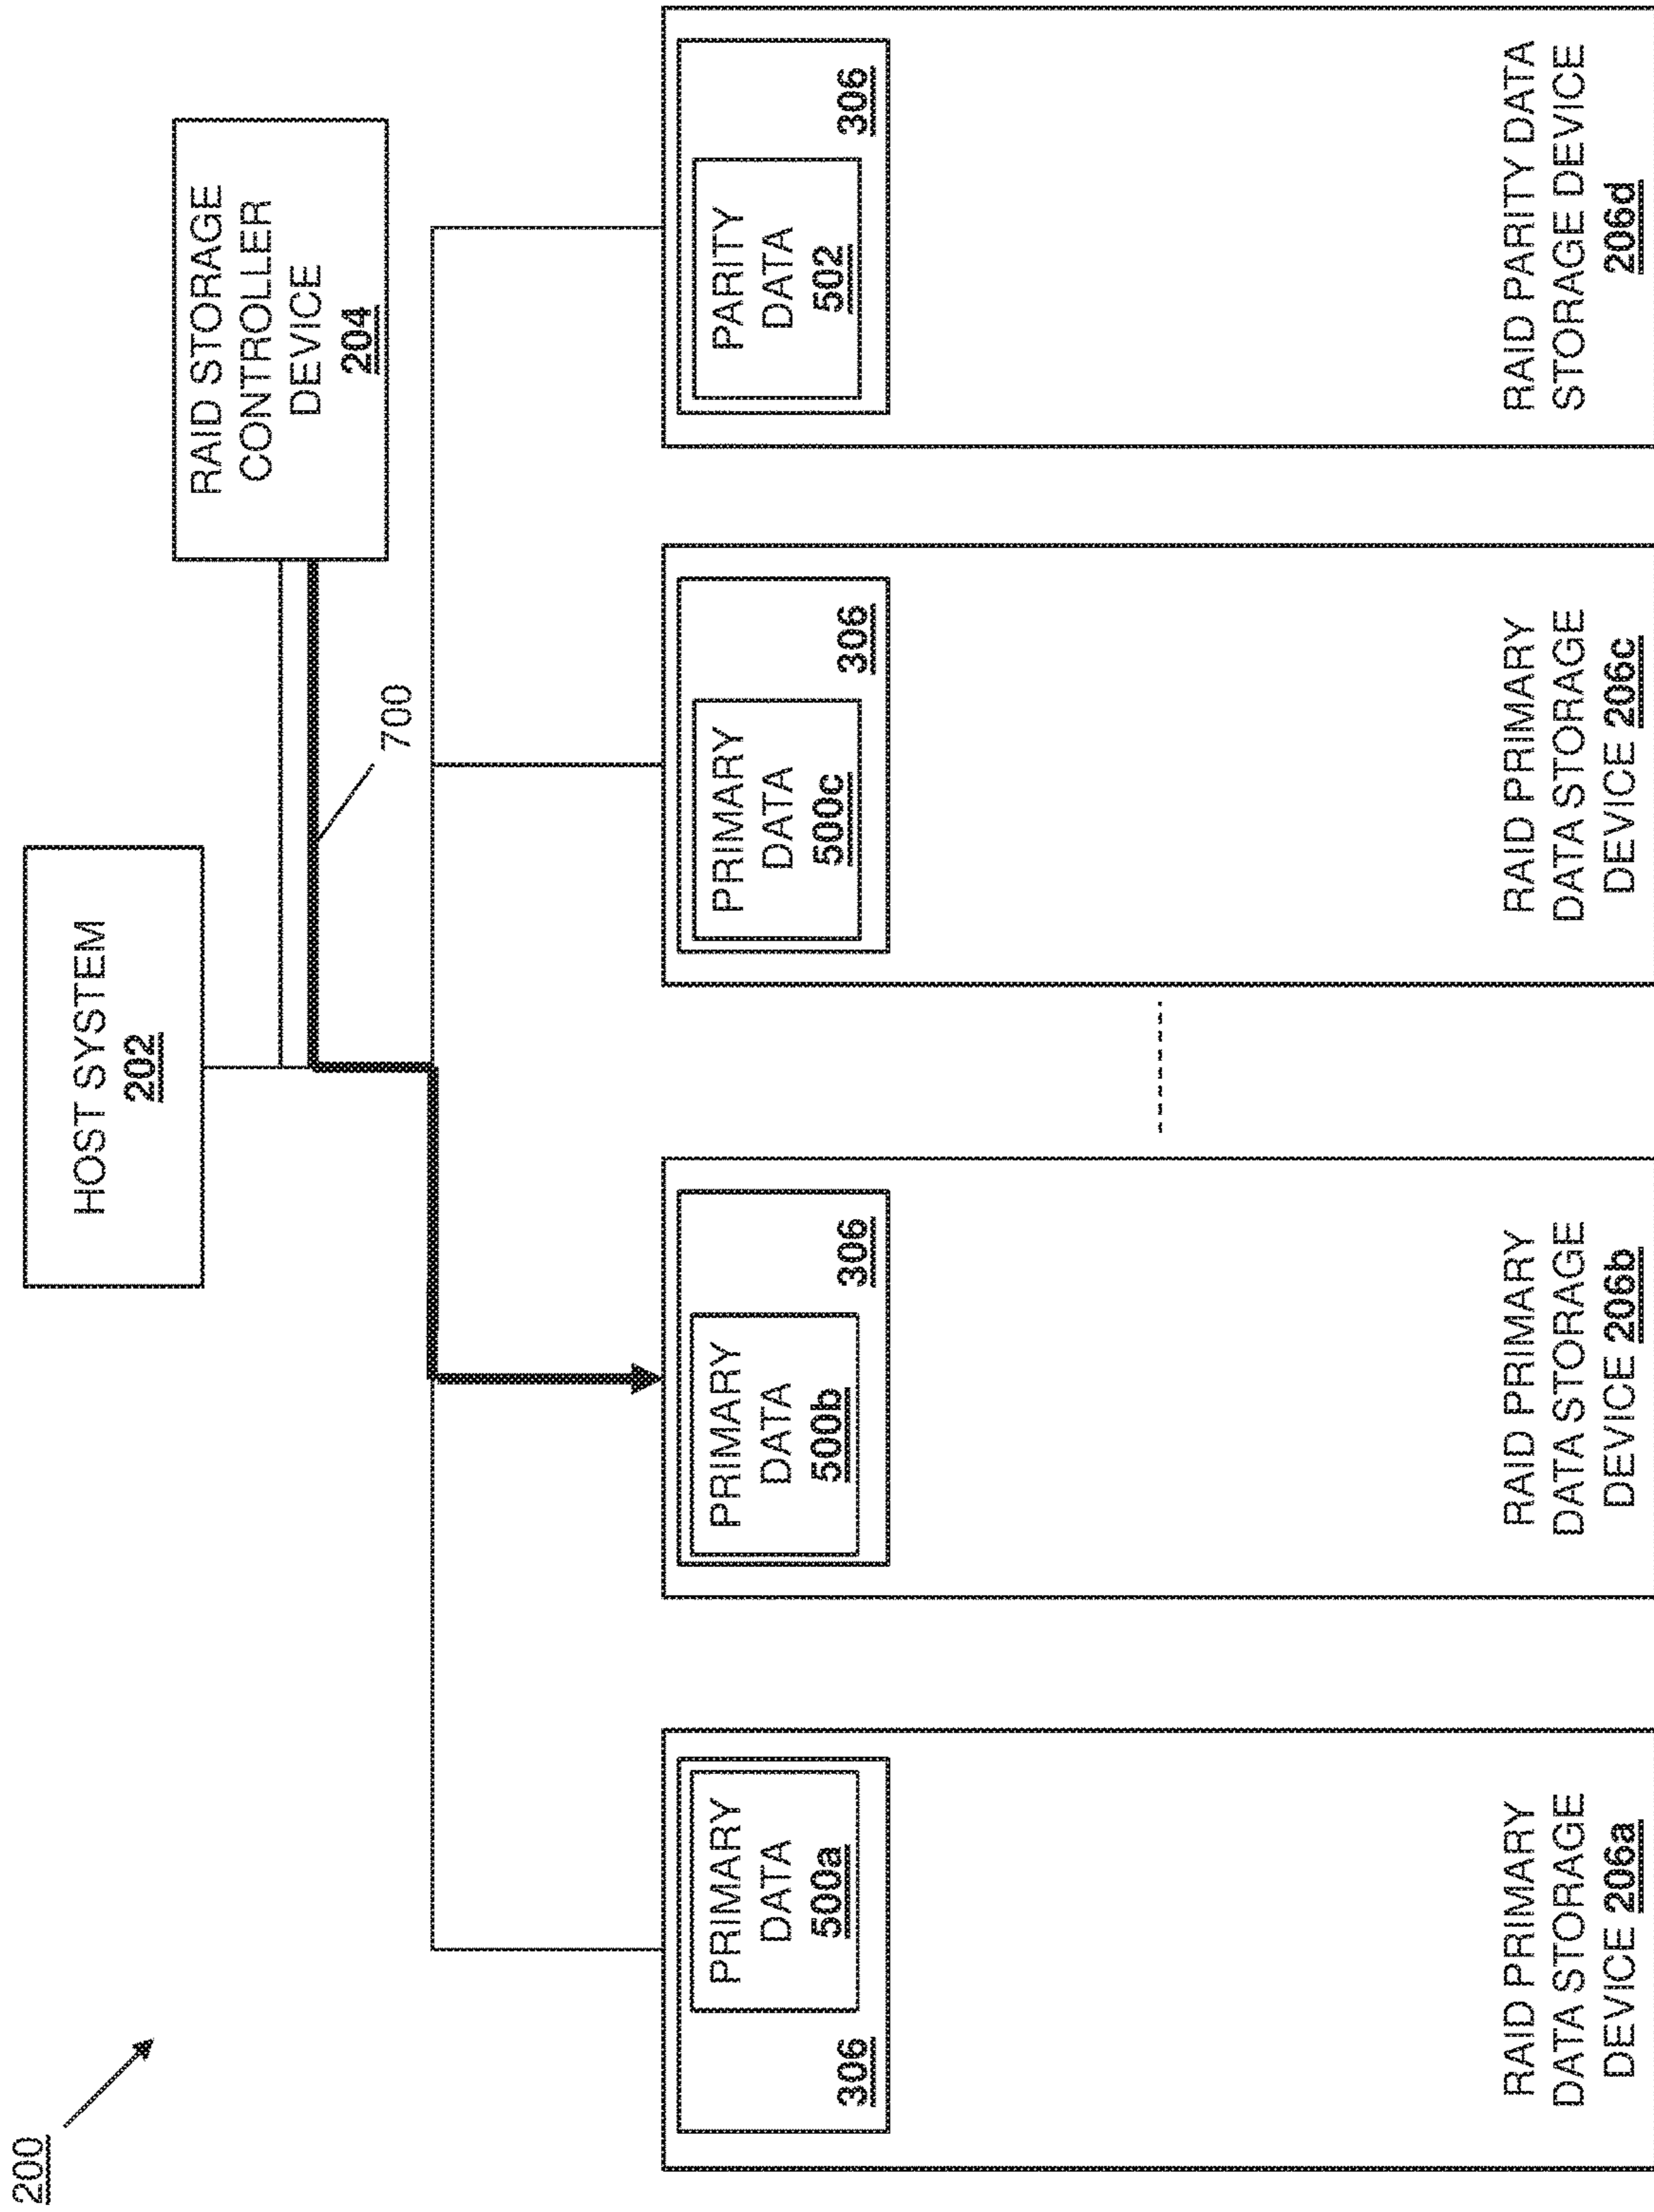 200
HOST SYSTEM
202
RAID STORAGE
CONTROLLER
DEVICE
204
700
PRIMARY
DATA
500a
306
RAID PRIMARY
DATA STORAGE
DEVICE 206a
PRIMARY
DATA
500b
306
RAID PRIMARY
DATA STORAGE
DEVICE 206b
PRIMARY
DATA
500c
306
RAID PRIMARY
DATA STORAGE
DEVICE 206c
PARITY
DATA
502
306
RAID PARITY DATA
STORAGE DEVICE
206d